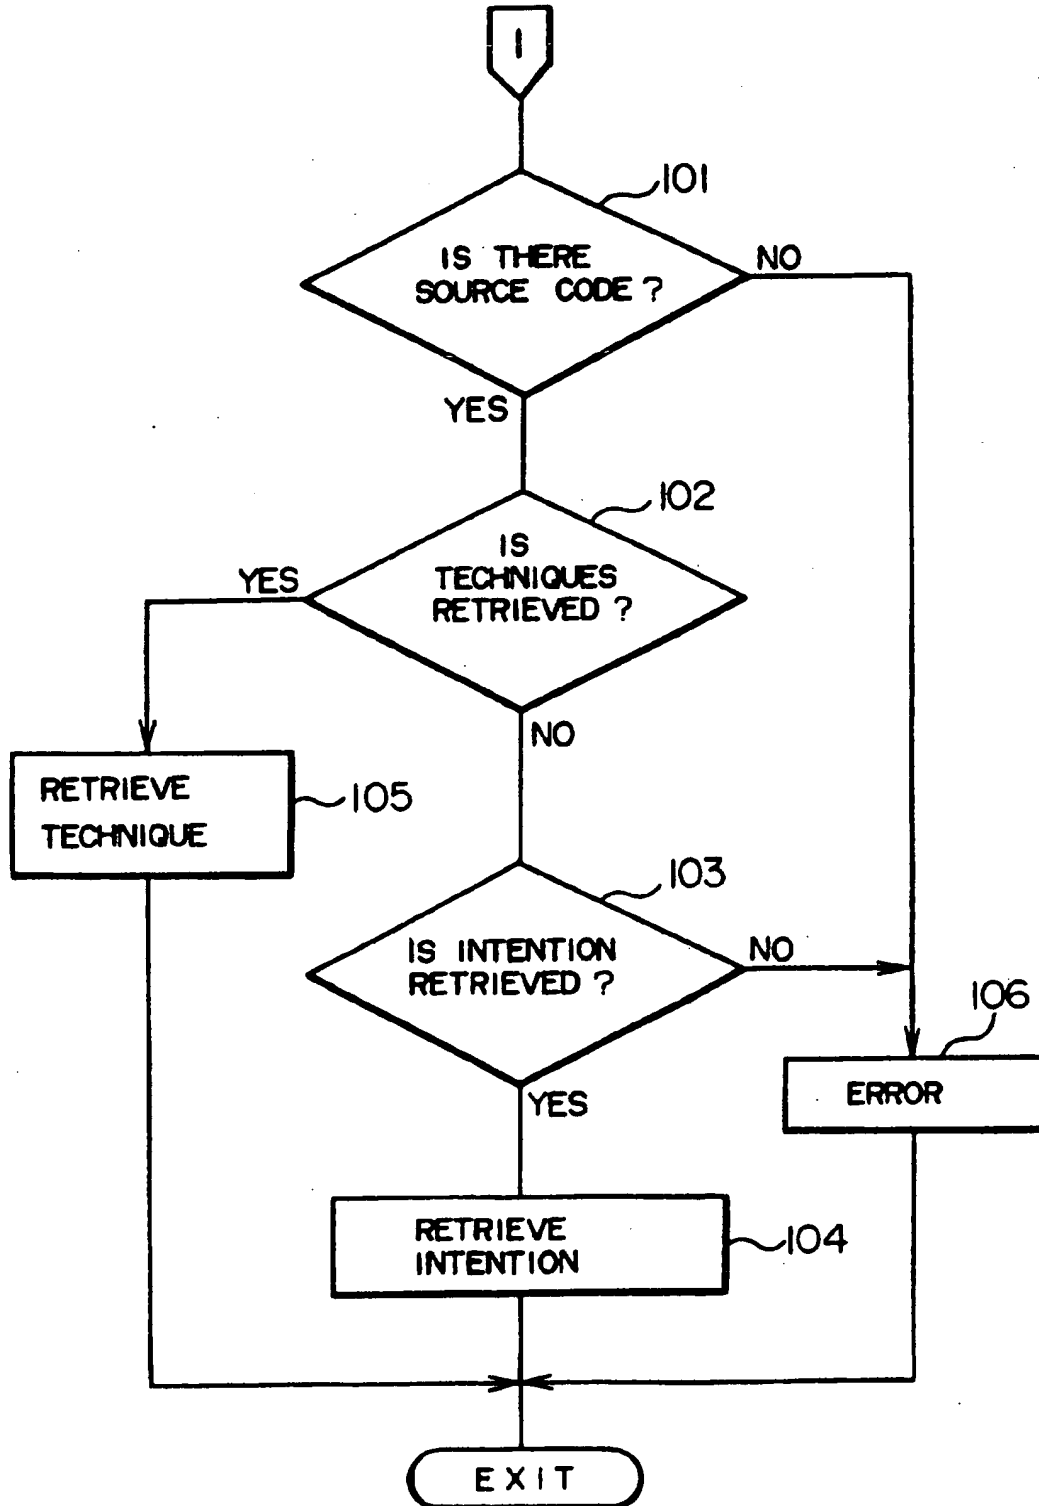 1
101
IS THERE
SOURCE CODE ?
NO
YES
102
IS
TECHNIQUES
RETRIEVED ?
YES
NO
RETRIEVE
TECHNIQUE
105
103
IS INTENTION
RETRIEVED ?
NO
106
ERROR
YES
RETRIEVE
INTENTION
104
EXIT